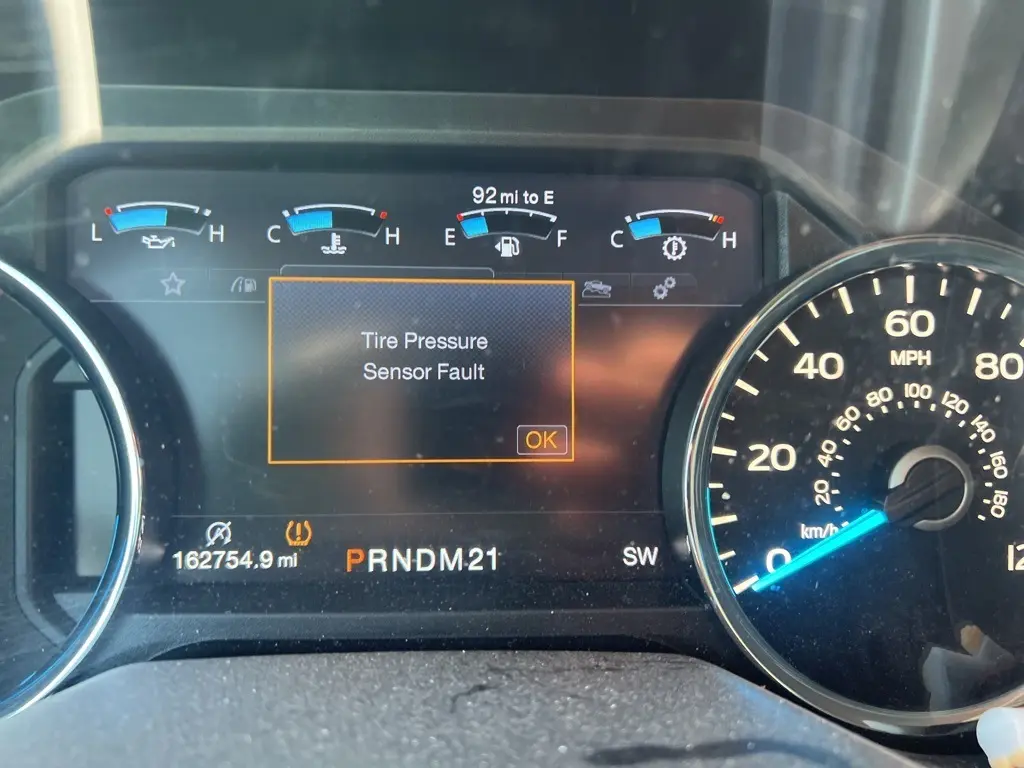 92 mi to E
L H C H E F C H
Tire Pressure
Sensor Fault
OK
162754.9 mi
PRNDM21
SW
0 20 40 60 80
MPH
20 40 60 80 100 120 140 160 180
km/h